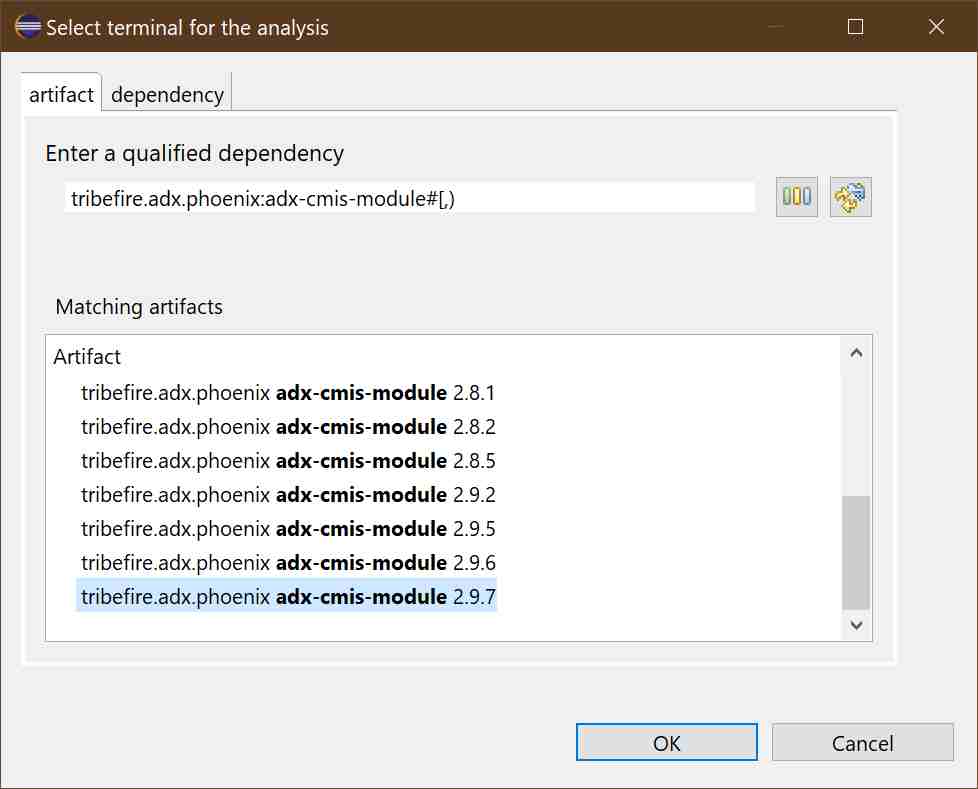 Select terminal for the analysis
artifact dependency
Enter a qualified dependency
tribefire.adx.phoenix:adx-cmis-module#[,)
Matching artifacts
Artifact
tribefire.adx.phoenix adx-cmis-module 2.8.1
tribefire.adx.phoenix adx-cmis-module 2.8.2
tribefire.adx.phoenix adx-cmis-module 2.8.5
tribefire.adx.phoenix adx-cmis-module 2.9.2
tribefire.adx.phoenix adx-cmis-module 2.9.5
tribefire.adx.phoenix adx-cmis-module 2.9.6
tribefire.adx.phoenix adx-cmis-module 2.9.7
OK Cancel